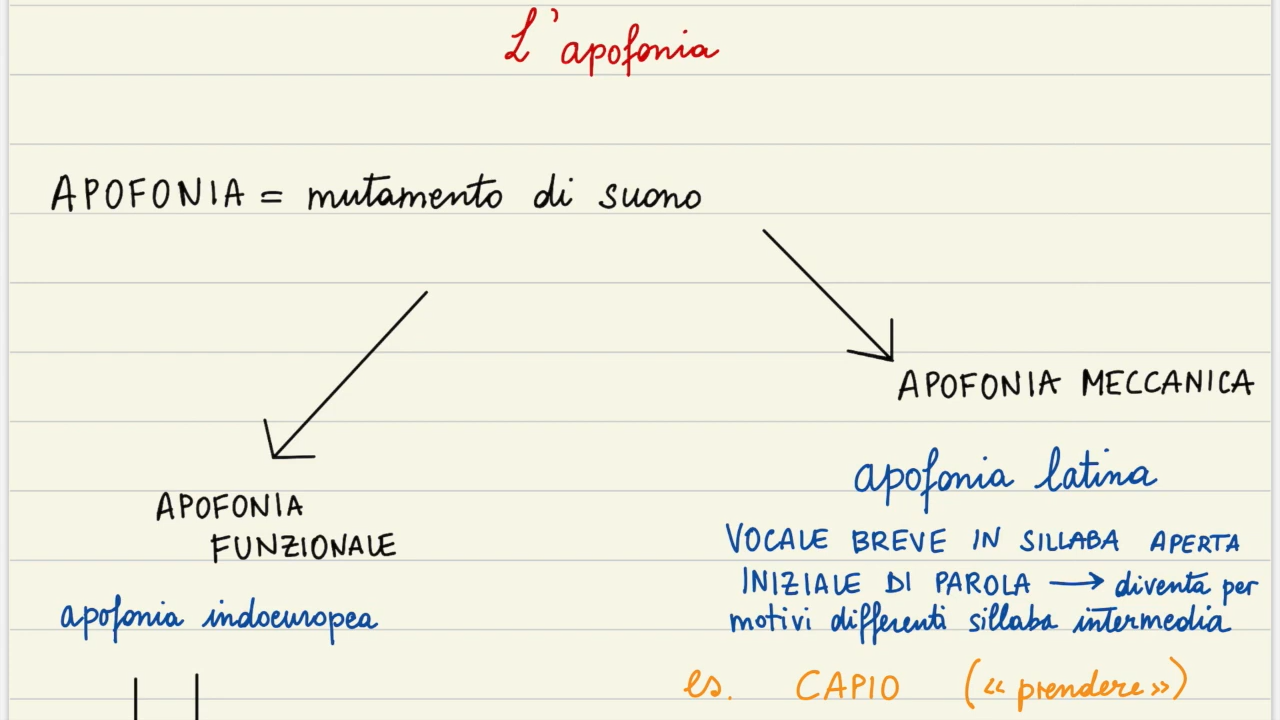 L'apofonia
APOFONIA = mutamento di suono
APOFONIA MECCANICA
apofonia latina
VOCALE BREVE IN SILLABA APERTA
INIZIALE DI PAROLA → diventa per
motivi differenti sillaba intermedia
es. CAPIO (« prendere »)
APOFONIA
FUNZIONALE
apofonia indoeuropea